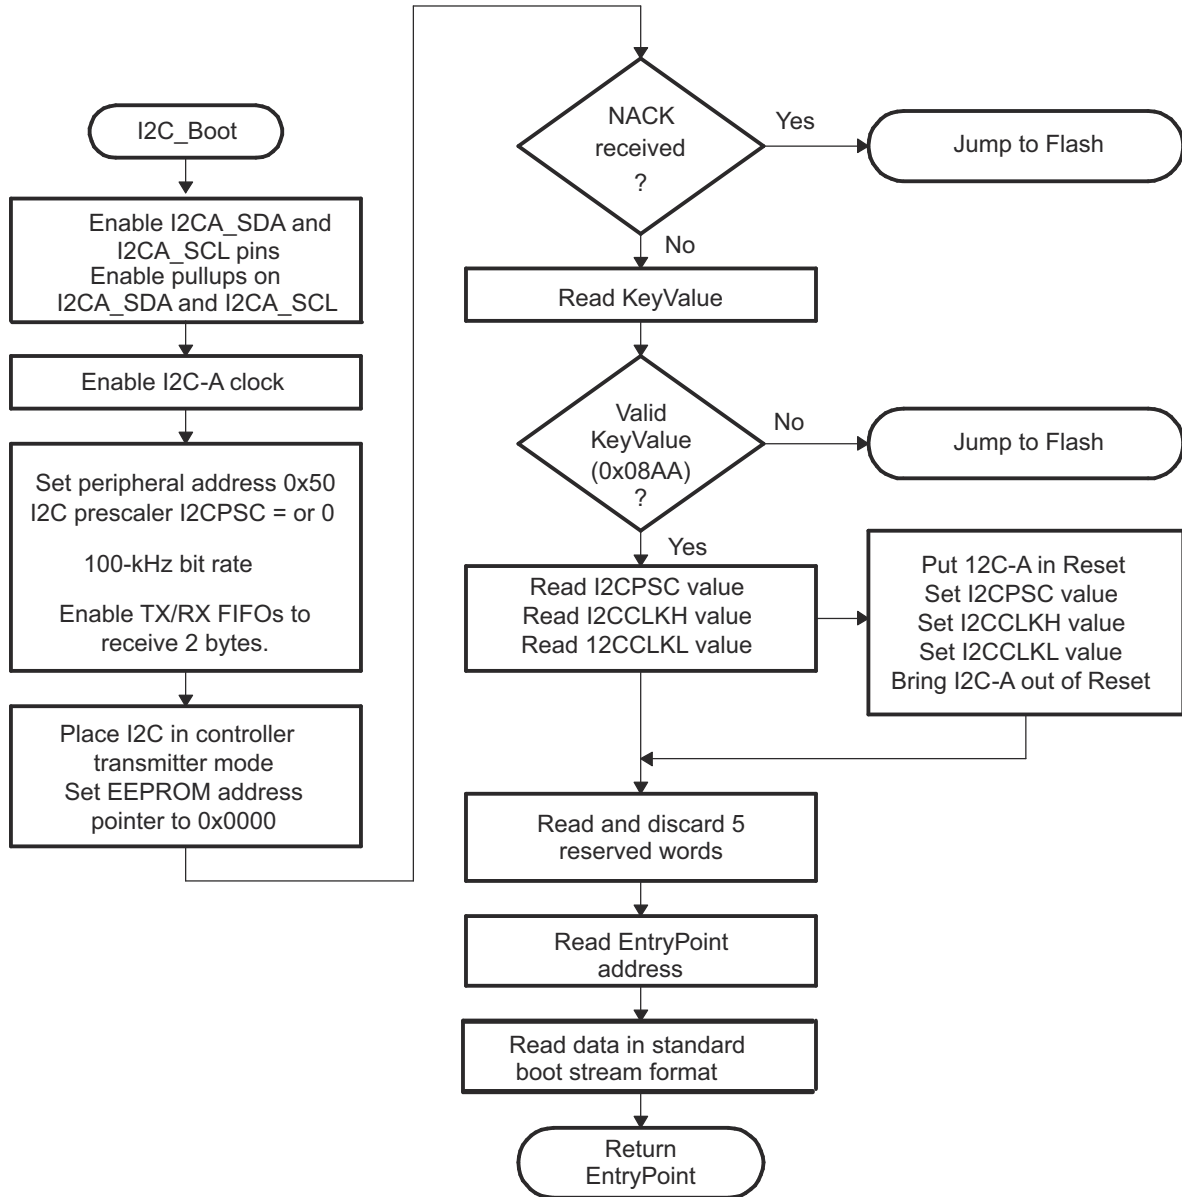 I2C_Boot
Enable I2CA_SDA and
I2CA_SCL pins
Enable pullups on
I2CA_SDA and I2CA_SCL
Enable I2C-A clock
Set peripheral address 0x50
I2C prescaler I2CPSC = or 0
100-kHz bit rate
Enable TX/RX FIFOs to
receive 2 bytes.
Place I2C in controller
transmitter mode
Set EEPROM address
pointer to 0x0000
NACK
received
?
Yes
Jump to Flash
No
Read KeyValue
Valid
KeyValue
(0x08AA)
?
No
Jump to Flash
Yes
Read I2CPSC value
Read I2CCLKH value
Read 12CCLKL value
Put 12C-A in Reset
Set I2CPSC value
Set I2CCLKH value
Set I2CCLKL value
Bring I2C-A out of Reset
Read and discard 5
reserved words
Read EntryPoint
address
Read data in standard
boot stream format
Return
EntryPoint